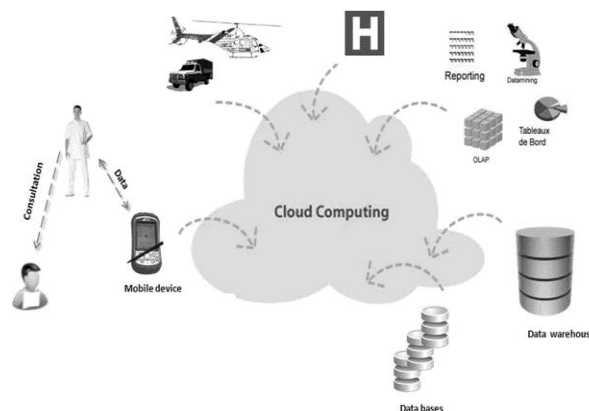 H
Reporting
Datamining
OLAP
Tableaux
de Bord
Cloud Computing
Consultation
Data
Mobile device
Data warehous
Data bases